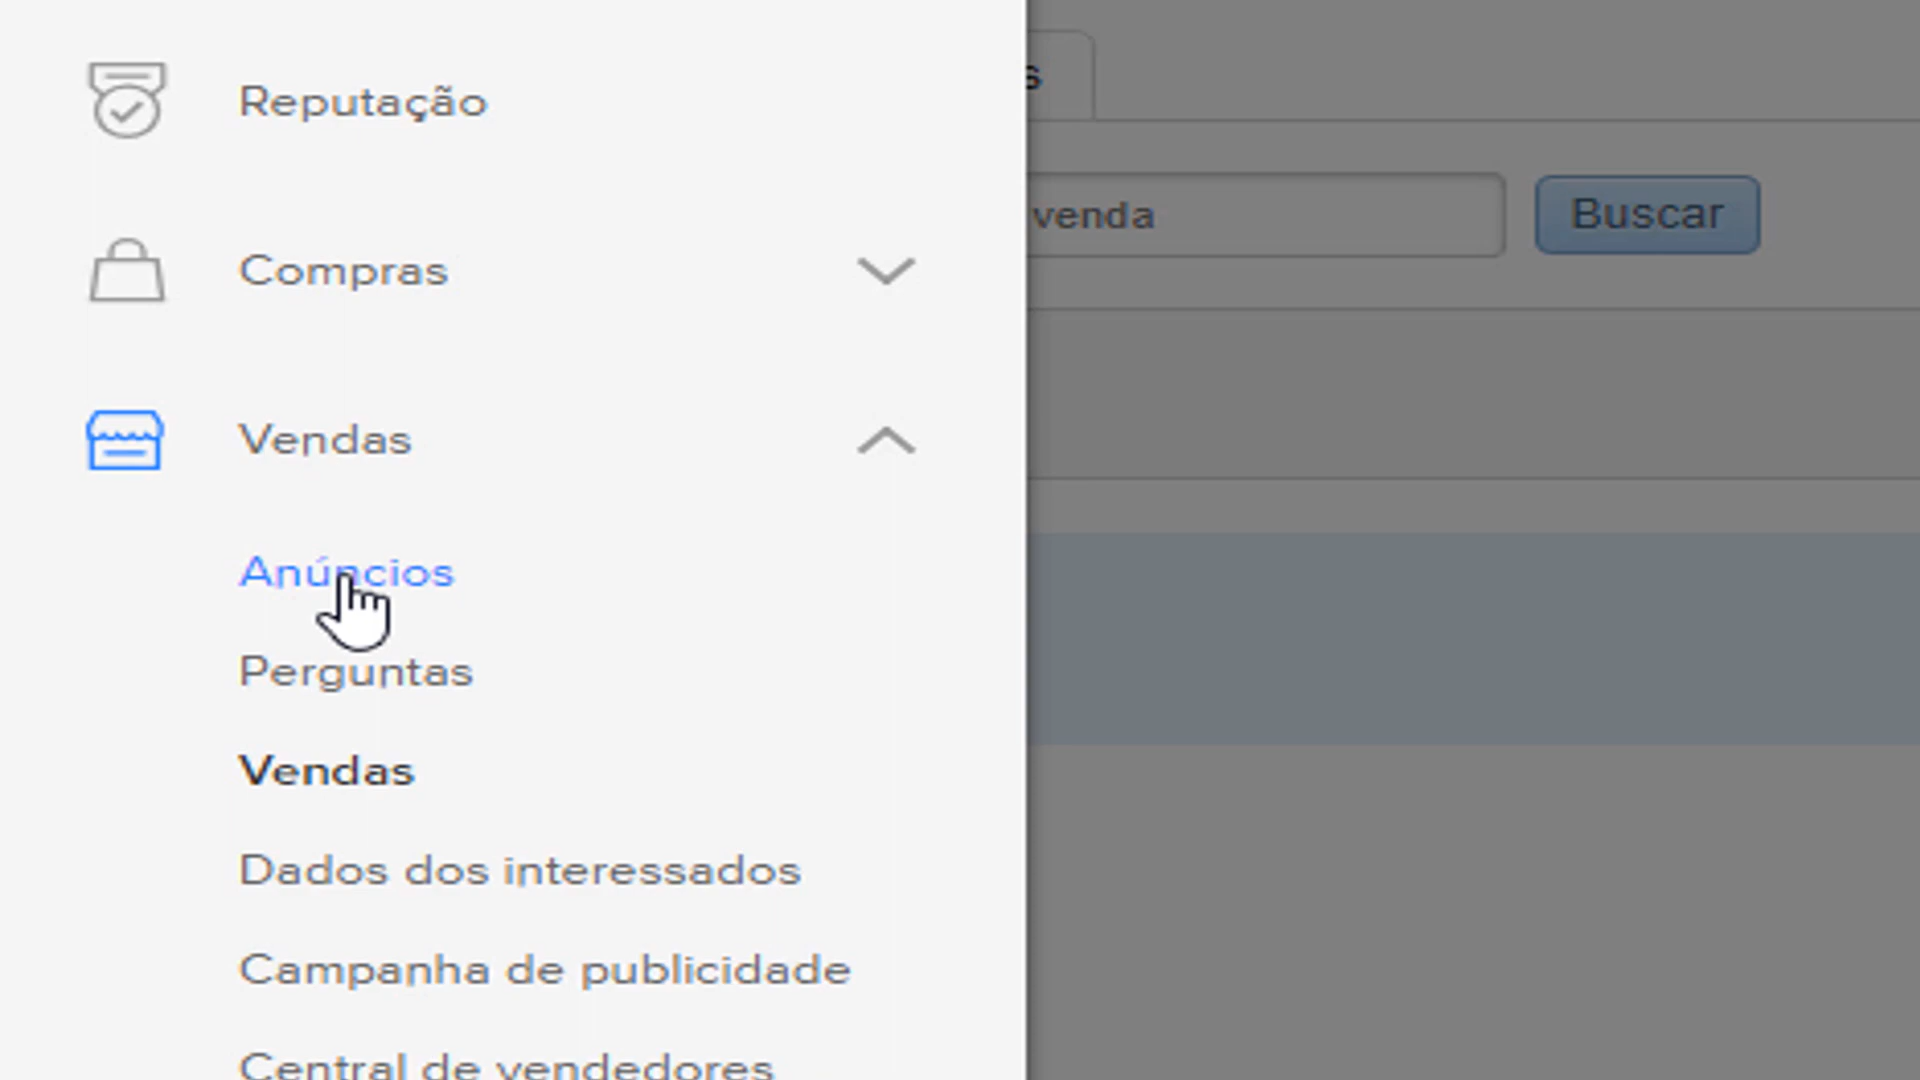 Reputação
Compras
Vendas
Anúncios
Perguntas
Vendas
Dados dos interessados
Campanha de publicidade
Central de vendedores
s
venda
Buscar